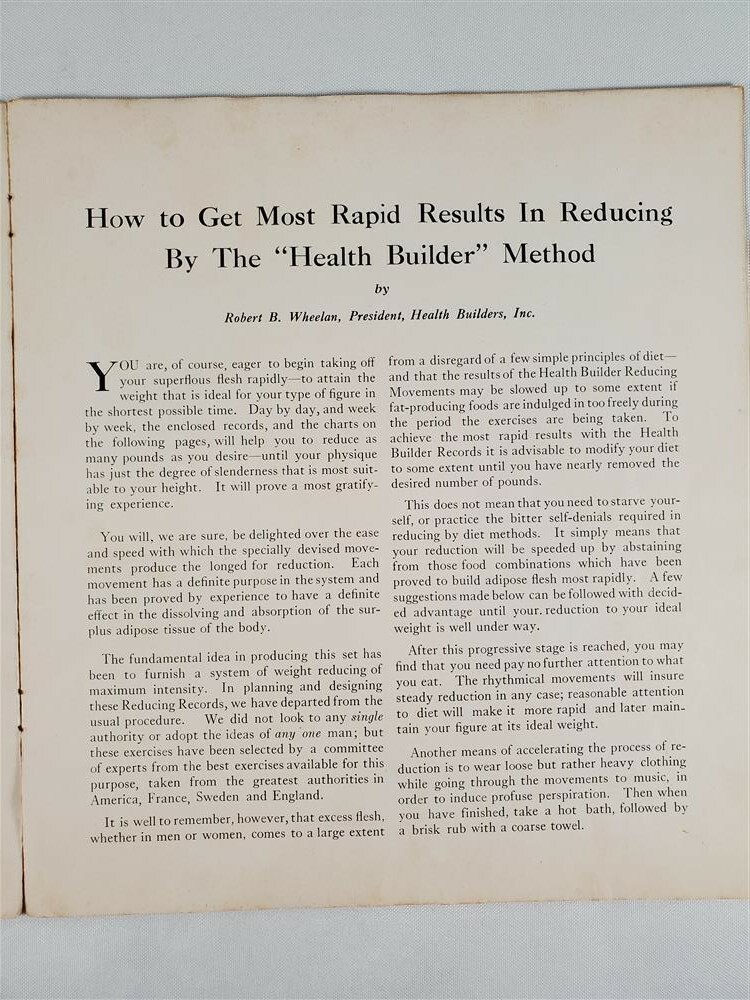 How to Get Most Rapid Results In Reducing
By The “Health Builder” Method
by
Robert B. Wheelan, President, Health Builders, Inc.
YOU are, of course, eager to begin taking off
your superflous flesh rapidly—to attain the
weight that is ideal for your type of figure in
the shortest possible time. Day by day, and week
by week, the enclosed records, and the charts on
the following pages, will help you to reduce as
many pounds as you desire—until your physique
has just the degree of slenderness that is most suit-
able to your height. It will prove a most gratify-
ing experience.
You will, we are sure, be delighted over the ease
and speed with which the specially devised move-
ments produce the longed for reduction. Each
movement has a definite purpose in the system and
has been proved by experience to have a definite
effect in the dissolving and absorption of the sur-
plus adipose tissue of the body.
The fundamental idea in producing this set has
been to furnish a system of weight reducing of
maximum intensity. In planning and designing
these Reducing Records, we have departed from the
usual procedure. We did not look to any single
authority or adopt the ideas of any one man; but
these exercises have been selected by a committee
of experts from the best exercises available for this
purpose, taken from the greatest authorities in
America, France, Sweden and England.
It is well to remember, however, that excess flesh,
whether in men or women, comes to a large extent
from a disregard of a few simple principles of diet—
and that the results of the Health Builder Reducing
Movements may be slowed up to some extent if
fat-producing foods are indulged in too freely during
the period the exercises are being taken. To
achieve the most rapid results with the Health
Builder Records it is advisable to modify your diet
to some extent until you have nearly removed the
desired number of pounds.
This does not mean that you need to starve your-
self, or practice the bitter self-denials required in
reducing by diet methods. It simply means that
your reduction will be speeded up by abstaining
from those food combinations which have been
proved to build adipose flesh most rapidly. A few
suggestions made below can be followed with decid-
ed advantage until your. reduction to your ideal
weight is well under way.
After this progressive stage is reached, you may
find that you need pay no further attention to what
you eat. The rhythmical movements will insure
steady reduction in any case; reasonable attention
to diet will make it more rapid and later main-
tain your figure at its ideal weight.
Another means of accelerating the process of re-
duction is to wear loose but rather heavy clothing
while going through the movements to music, in
order to induce profuse perspiration. Then when
you have finished, take a hot bath, followed by
a brisk rub with a coarse towel.